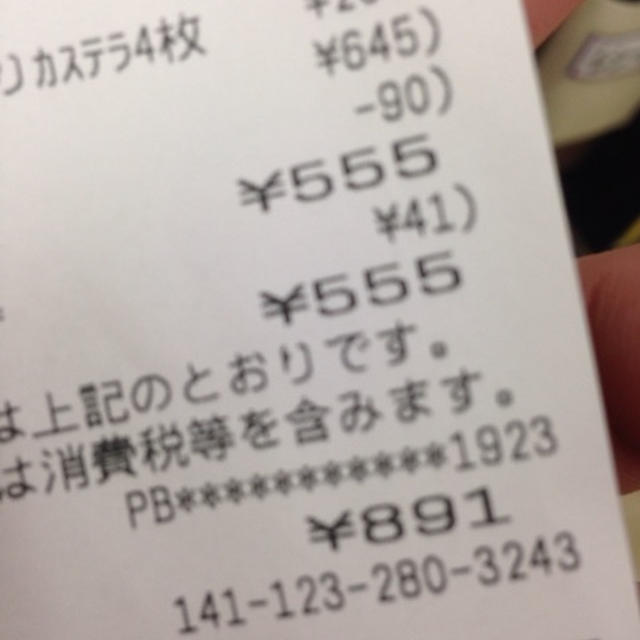 カステラ4枚
¥645)
-90)
¥555
¥41)
¥555
は上記のとおりです。
は消費税等を含みます。
PB***********1923
¥891
141-123-280-3243